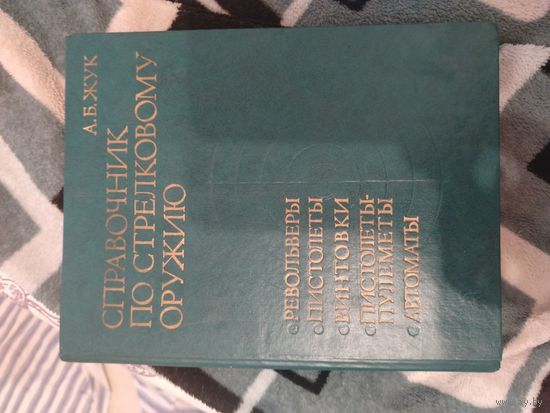 А.Б.ЖУК
СПРАВОЧНИК
ПО СТРЕЛКОВОМУ
ОРУЖИЮ
РЕВОЛЬВЕРЫ
ПИСТОЛЕТЫ
ВИНТОВКИ
ПИСТОЛЕТЫ-
ПУЛЕМЕТЫ
АВТОМАТЫ